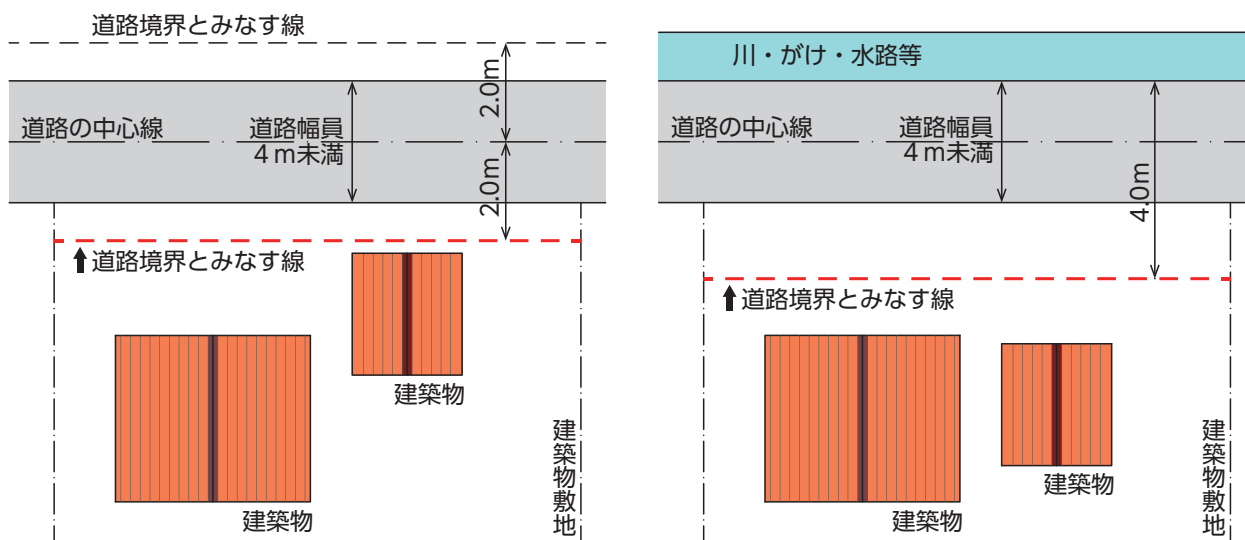 道路境界とみなす線
2.0m
道路の中心線
道路幅員
4m未満
2.0m
道路境界とみなす線
建築物
建築物
建築物敷地
川・がけ・水路等
道路の中心線
道路幅員
4m未満
4.0m
道路境界とみなす線
建築物
建築物
建築物敷地